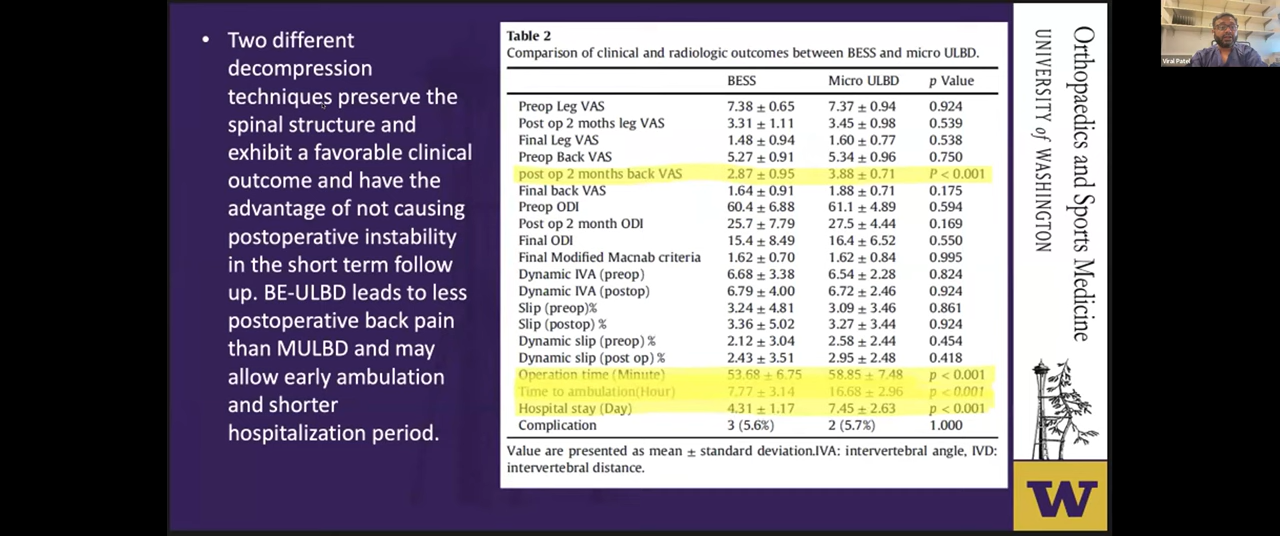 • Two different
decompression
techniques preserve the
spinal structure and
exhibit a favorable clinical
outcome and have the
advantage of not causing
postoperative instability
in the short term follow
up. BE-ULBD leads to less
postoperative back pain
than MULBD and may
allow early ambulation
and shorter
hospitalization period.
Table 2
Comparison of clinical and radiologic outcomes between BESS and micro ULBD.
BESS Micro ULBD p Value
Preop Leg VAS 7.38 ± 0.65 7.37 ± 0.94 0.924
Post op 2 moths leg VAS 3.31 ± 1.11 3.45 ± 0.98 0.539
Final Leg VAS 1.48 ± 0.94 1.60 ± 0.77 0.538
Preop Back VAS 5.27 ± 0.91 5.34 ± 0.96 0.750
post op 2 months back VAS 2.87 ± 0.95 3.88 ± 0.71 P < 0.001
Final back VAS 1.64 ± 0.91 1.88 ± 0.71 0.175
Preop ODI 60.4 ± 6.88 61.1 ± 4.89 0.594
Post op 2 month ODI 25.7 ± 7.79 27.5 ± 4.44 0.169
Final ODI 15.4 ± 8.49 16.4 ± 6.52 0.550
Final Modified Macnab criteria 1.62 ± 0.70 1.62 ± 0.84 0.995
Dynamic IVA (preop) 6.68 ± 3.38 6.54 ± 2.28 0.824
Dynamic IVA (postop) 6.79 ± 4.00 6.72 ± 2.46 0.924
Slip (preop)% 3.24 ± 4.81 3.09 ± 3.46 0.861
Slip (postop) % 3.36 ± 5.02 3.27 ± 3.44 0.924
Dynamic slip (preop) % 2.12 ± 3.04 2.58 ± 2.44 0.454
Dynamic slip (post op) % 2.43 ± 3.51 2.95 ± 2.48 0.418
Operation time (Minute) 53.68 ± 6.75 58.85 ± 7.48 p < 0.001
Time to ambulation(Hour) 7.77 ± 3.14 16.68 ± 2.96 p < 0.001
Hospital stay (Day) 4.31 ± 1.17 7.45 ± 2.63 p < 0.001
Complication 3 (5.6%) 2 (5.7%) 1.000
Value are presented as mean ± standard deviation.IVA: intervertebral angle, IVD:
intervertebral distance.
Orthopaedics and Sports Medicine
UNIVERSITY of WASHINGTON
W
Viral Patel